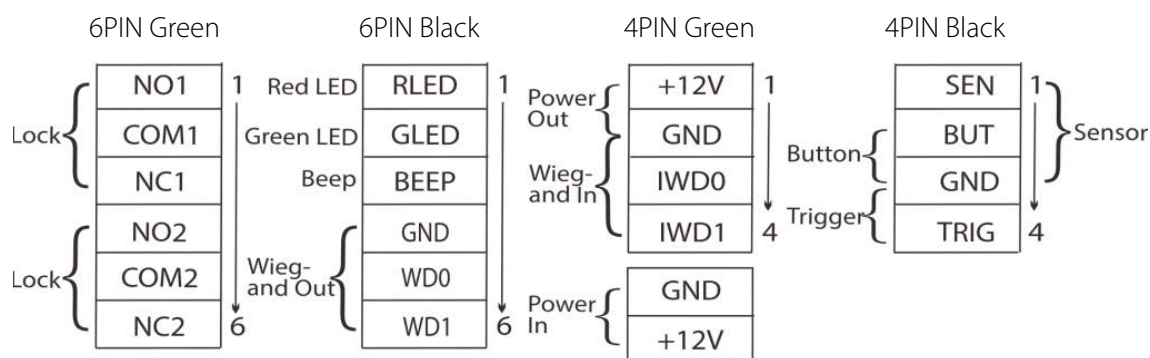 6PIN Green
6PIN Black
4PIN Green
4PIN Black
Lock
NO1
COM1
NC1
Lock
NO2
COM2
NC2
1
6
Red LED
RLED
Green LED
GLED
Beep
BEEP
Wieg-
and Out
GND
WD0
WD1
1
6
Power
Out
+12V
GND
Wieg-
and In
IWD0
IWD1
1
4
Power
In
GND
+12V
SEN
BUT
GND
TRIG
Button
Trigger
1
4
Sensor